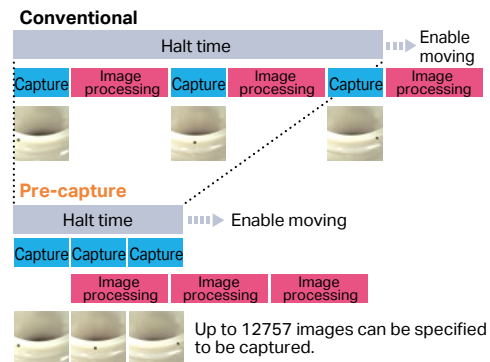 Conventional
Halt time
Enable
moving
Capture
Image
processing
Capture
Image
processing
Capture
Image
processing
Pre-capture
Halt time
Enable moving
Capture
Capture
Capture
Image
processing
Image
processing
Image
processing
Up to 12757 images can be specified
to be captured.